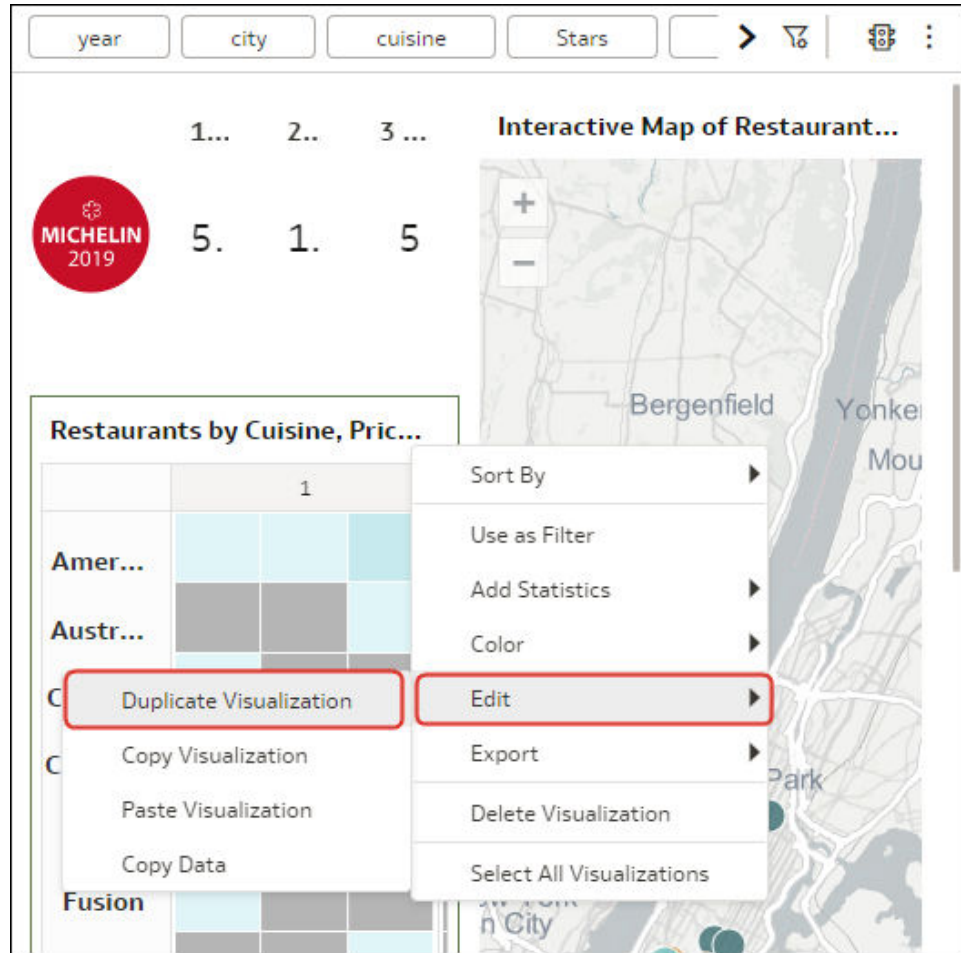 year city cuisine Stars
1... 2.. 3 ...
Interactive Map of Restaurant...
MICHELIN
2019
5. 1. 5
+
−
Bergenfield
Yonke
Mou
Restaurants by Cuisine, Pric...
1
Amer...
Austr...
C
C
Fusion
Sort By
Use as Filter
Add Statistics
Color
Edit
Export
Delete Visualization
Select All Visualizations
Duplicate Visualization
Copy Visualization
Paste Visualization
Copy Data
Park
n City